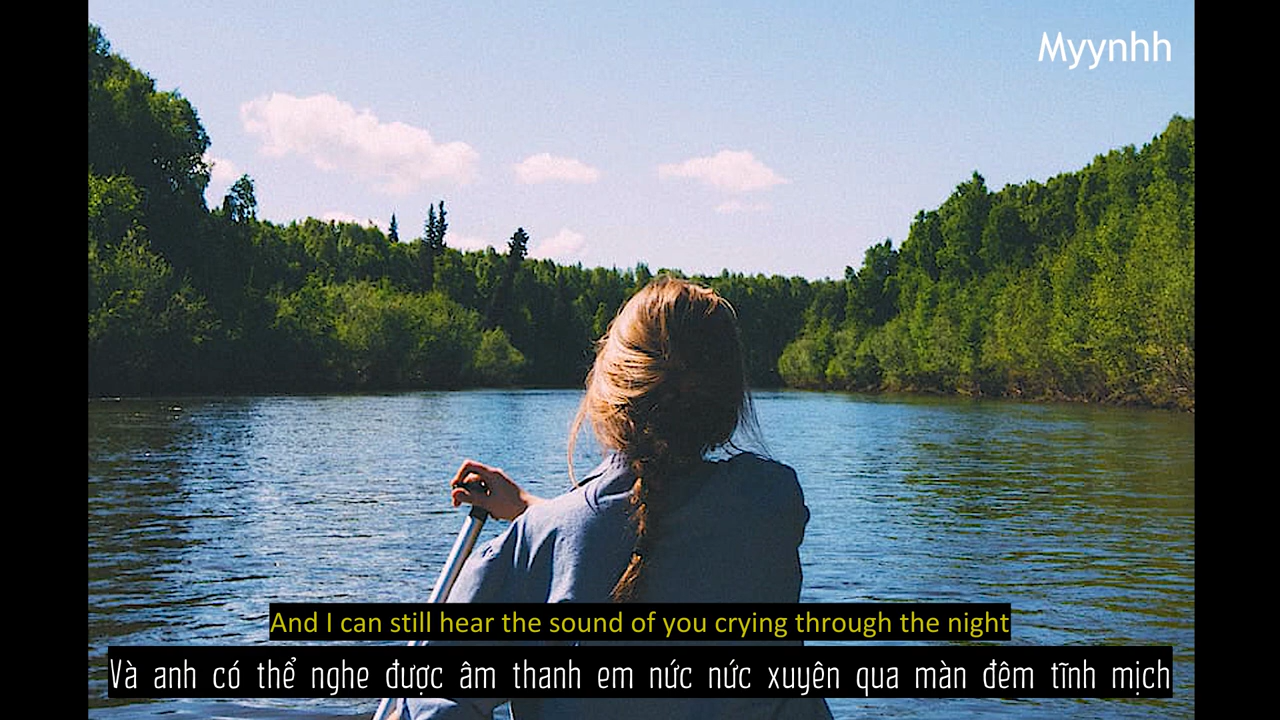 Myynhh
And I can still hear the sound of you crying through the night
Và anh có thể nghe được âm thanh em nức nức xuyên qua màn đêm tĩnh mịch